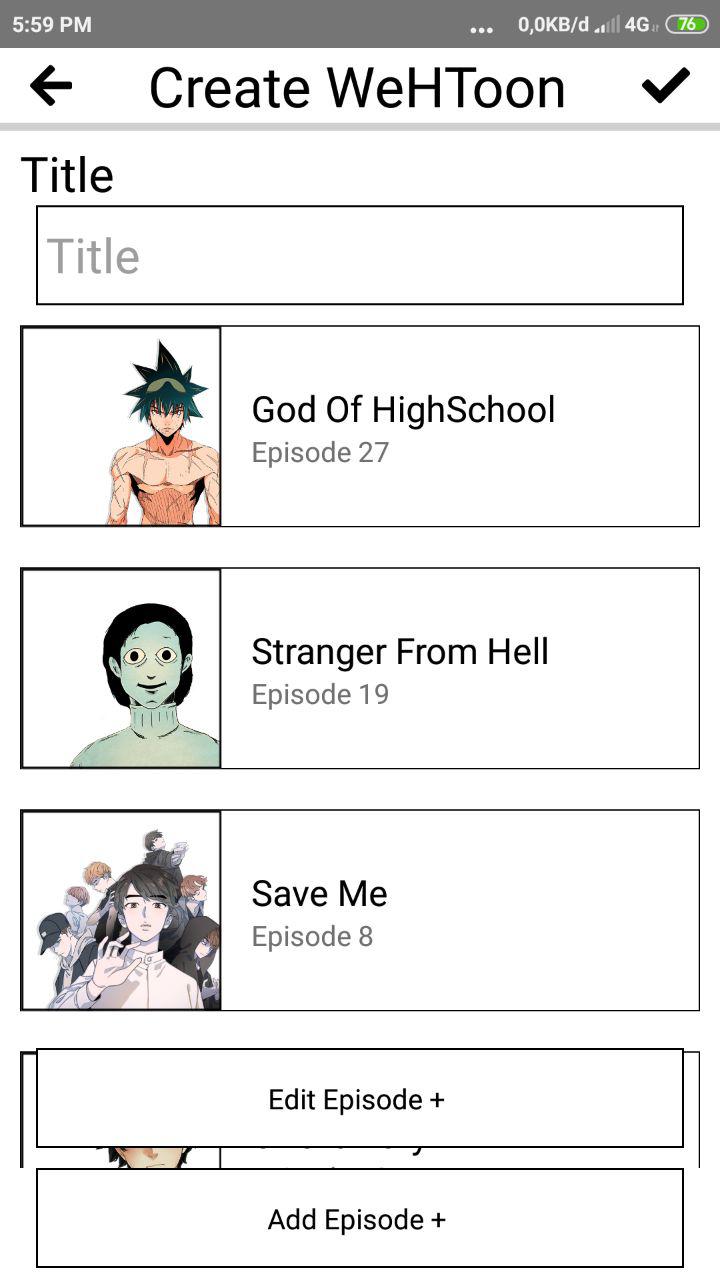 5:59 PM
... 0,0KB/d 4G 76
Create WeHToon
Title
Title
God Of HighSchool
Episode 27
Stranger From Hell
Episode 19
Save Me
Episode 8
Edit Episode +
Add Episode +